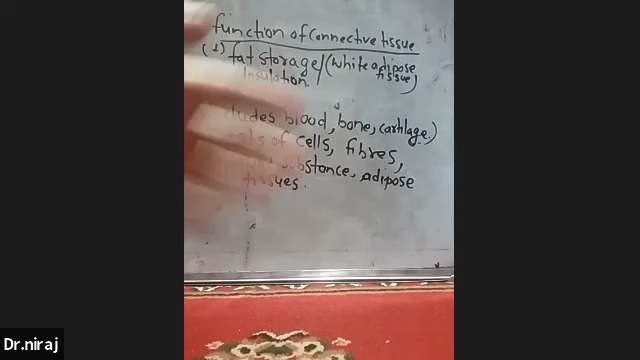 function of connective tissue
(1) fat storage/(white adipose
tissue)
Insulation.
blood, bone, cartilage.)
of cells, fibres,
substance, adipose
tissues.
Dr.niraj